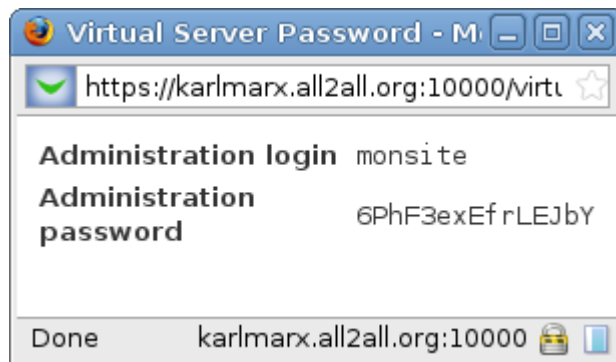 Virtual Server Password - M
https://karlmarx.all2all.org:10000/virtu
Administration login monsite
Administration
password
6PhF3exEfrLEJbY
Done karlmarx.all2all.org:10000